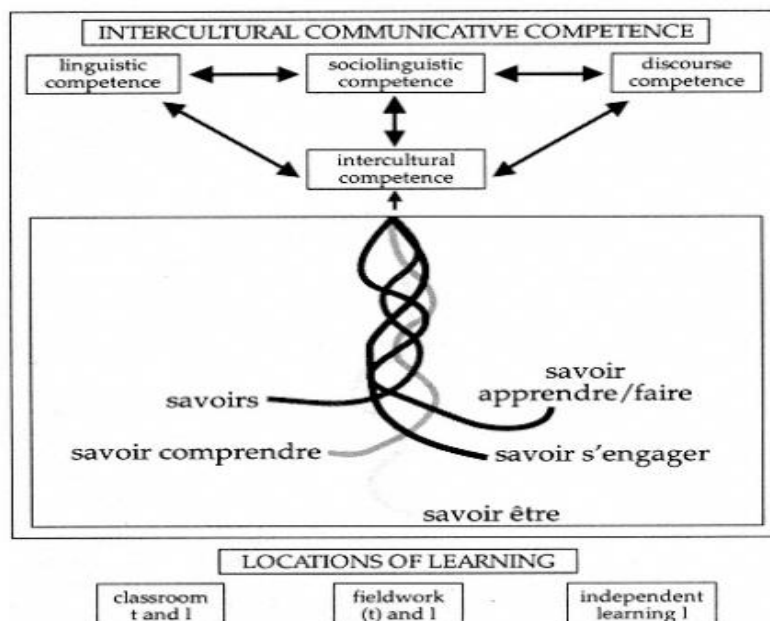 INTERCULTURAL COMMUNICATIVE COMPETENCE
linguistic
competence
sociolinguistic
competence
discourse
competence
intercultural
competence
savoirs
savoir
apprendre/faire
savoir comprendre
savoir s'engager
savoir être
LOCATIONS OF LEARNING
classroom
t and l
fieldwork
(t) and l
independent
learning l